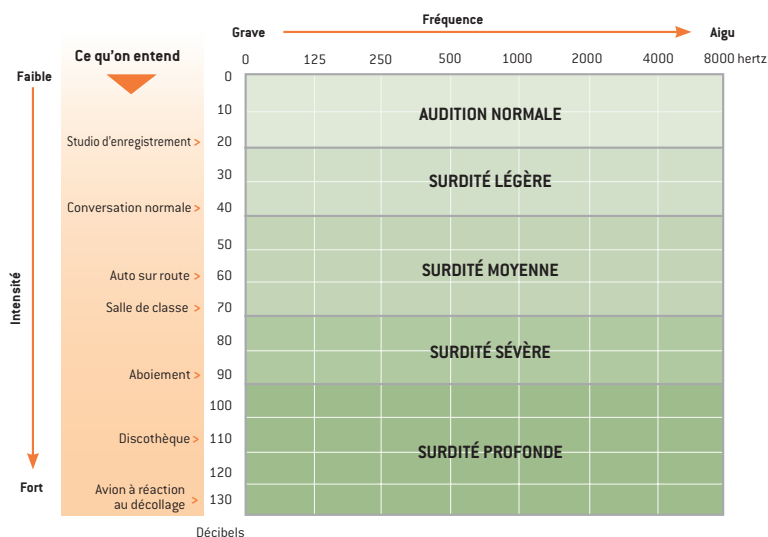 Fréquence
Grave
Aigu
Ce qu'on entend
0 125 250 500 1000 2000 4000 8000 hertz
Faible
0
10
AUDITION NORMALE
Studio d'enregistrement > 20
30
SURDITÉ LÉGÈRE
Conversation normale > 40
50
Auto sur route > 60
SURDITÉ MOYENNE
Salle de classe > 70
80
SURDITÉ SÉVÈRE
Aboiement > 90
100
Discothèque > 110
SURDITÉ PROFONDE
120
Avion à réaction
au décollage > 130
Intensité
Fort
Décibels